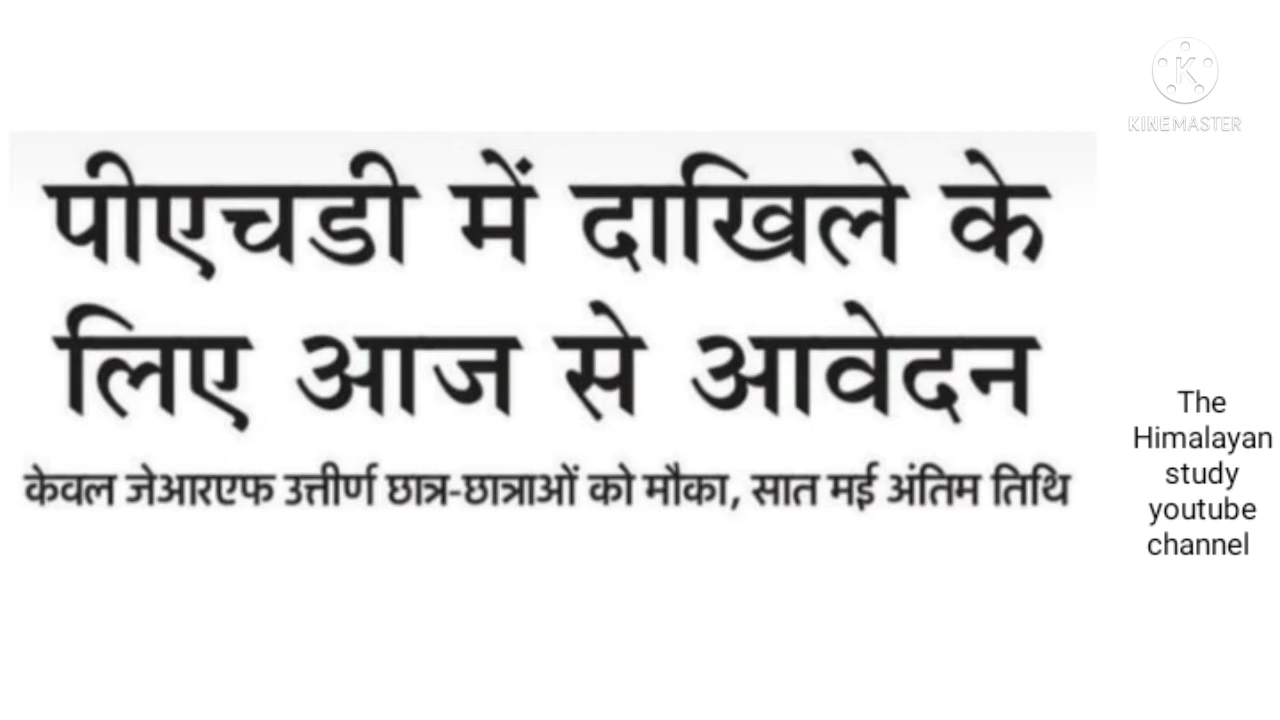 पीएचडी में दाखिले के
लिए आज से आवेदन
केवल जेआरएफ उत्तीर्ण छात्र-छात्राओं को मौका, सात मई अंतिम तिथि
K
KINEMASTER
The
Himalayan
study
youtube
channel